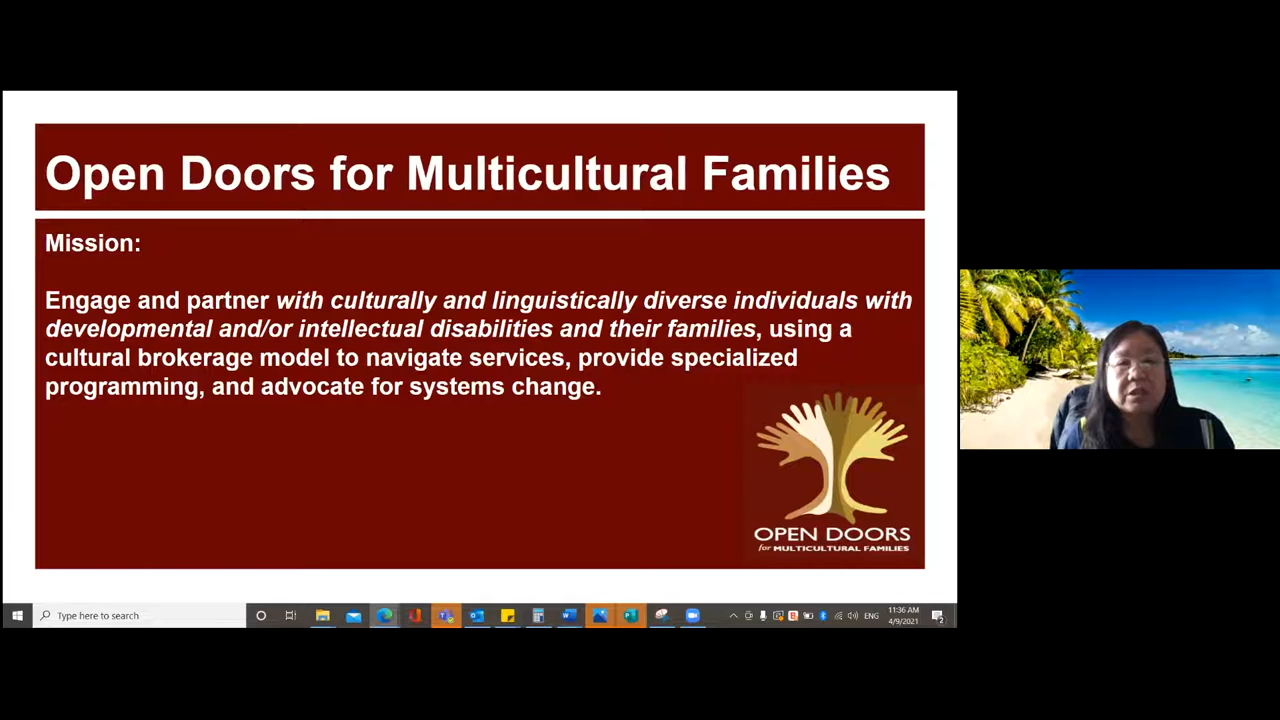 Open Doors for Multicultural Families
Mission:
Engage and partner with culturally and linguistically diverse individuals with
developmental and/or intellectual disabilities and their families, using a
cultural brokerage model to navigate services, provide specialized
programming, and advocate for systems change.
OPEN DOORS
for MULTICULTURAL FAMILIES
Type here to search
ENG
11:36 AM
4/9/2021
2